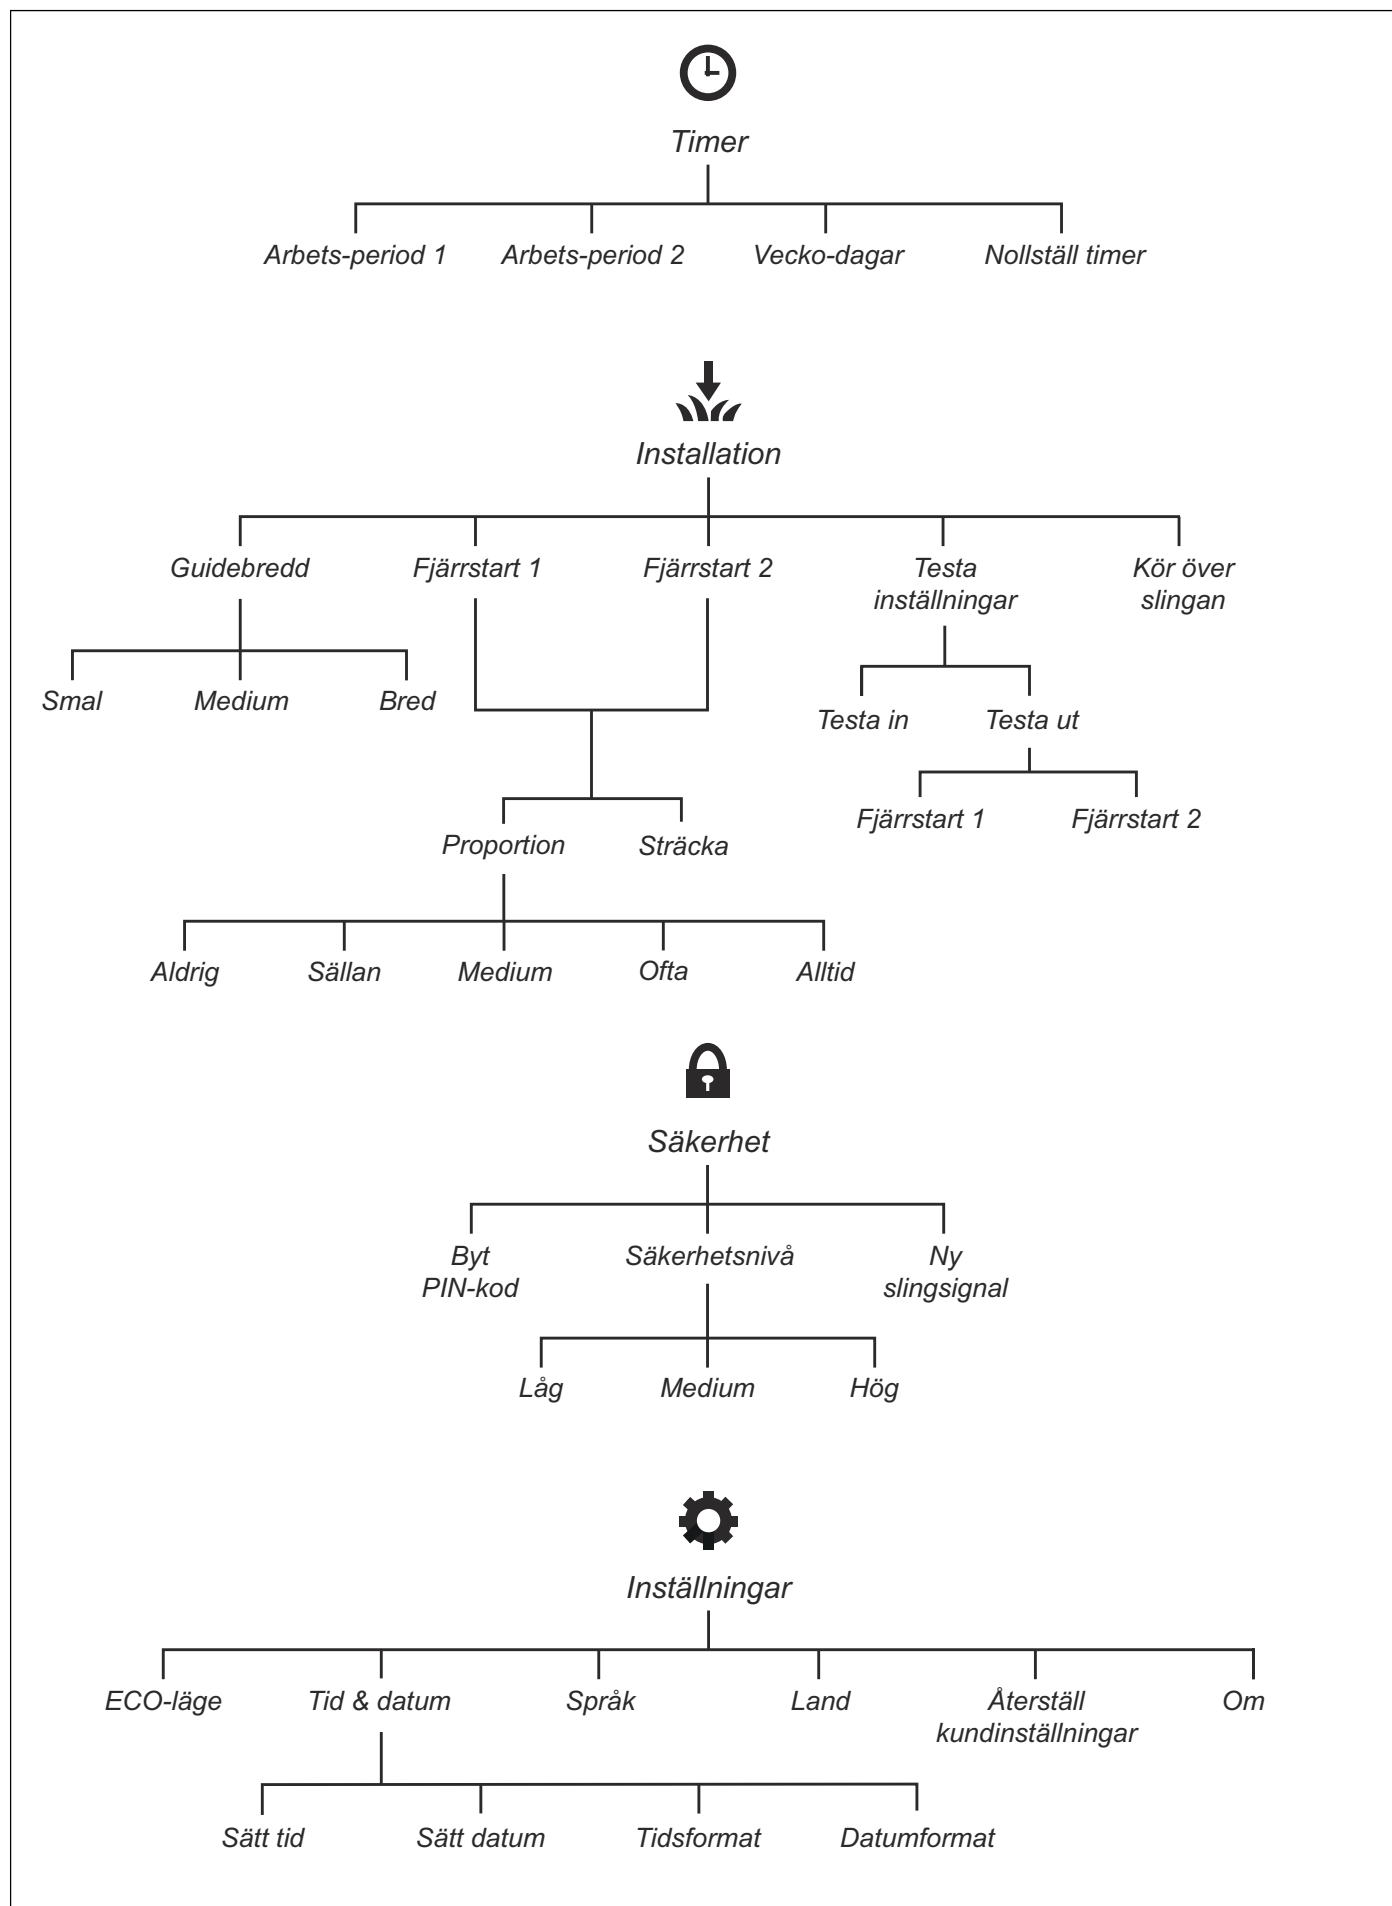 Timer
Arbets-period 1 Arbets-period 2 Vecko-dagar Nollställ timer
Installation
Guidebredd Fjärrstart 1 Fjärrstart 2 Testa Kör över
inställningar slingan
Smal Medium Bred
Testa in Testa ut
Fjärrstart 1 Fjärrstart 2
Proportion Sträcka
Aldrig Sällan Medium Ofta Alltid
Säkerhet
Byt Säkerhetsnivå Ny
PIN-kod slingsignal
Låg Medium Hög
Inställningar
ECO-läge Tid & datum Språk Land Återställ Om
kundinställningar
Sätt tid Sätt datum Tidsformat Datumformat